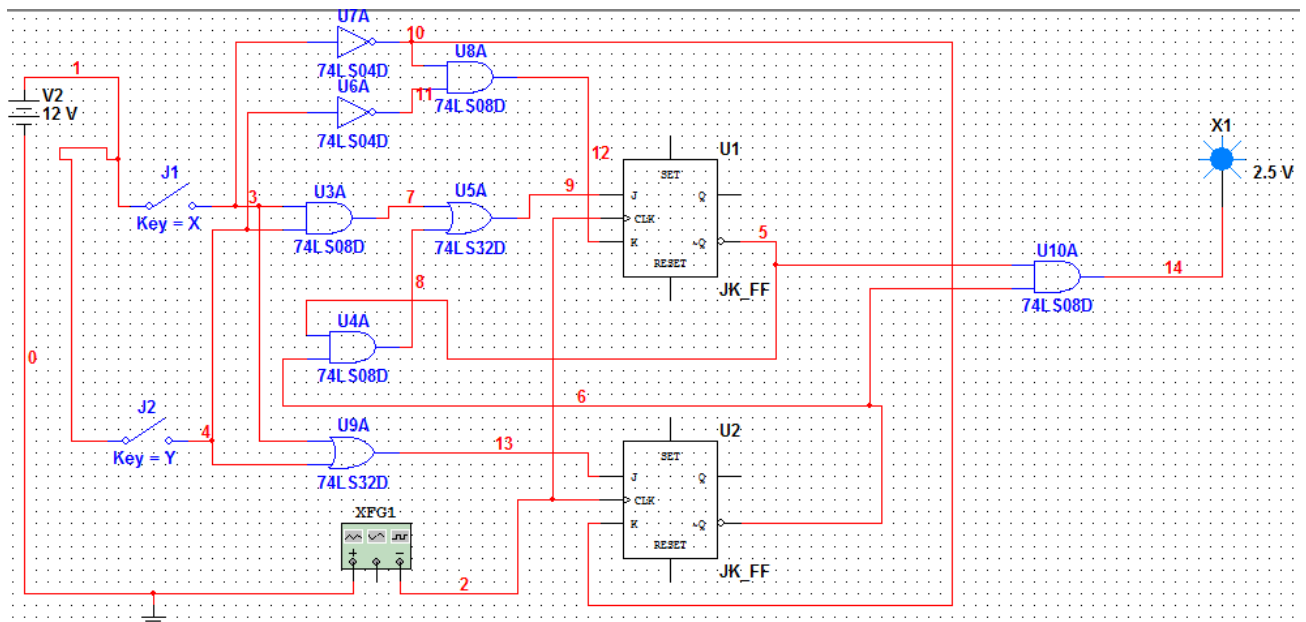 U7A
10
74LS04D
U8A
1
V2
12 V
U6A
11
74LS08D
74LS04D
X1
2.5 V
12
U1
J1
SET
3
U3A
7
U5A
9
J
Q
Key = X
CLK
74LS08D
74LS32D
K
~Q
5
U10A
RESET
14
8
JK_FF
74LS08D
U4A
0
74LS08D
6
J2
4
U9A
U2
13
SET
Key = Y
J
Q
74LS32D
CLK
XFG1
K
~Q
+
−
RESET
2
JK_FF